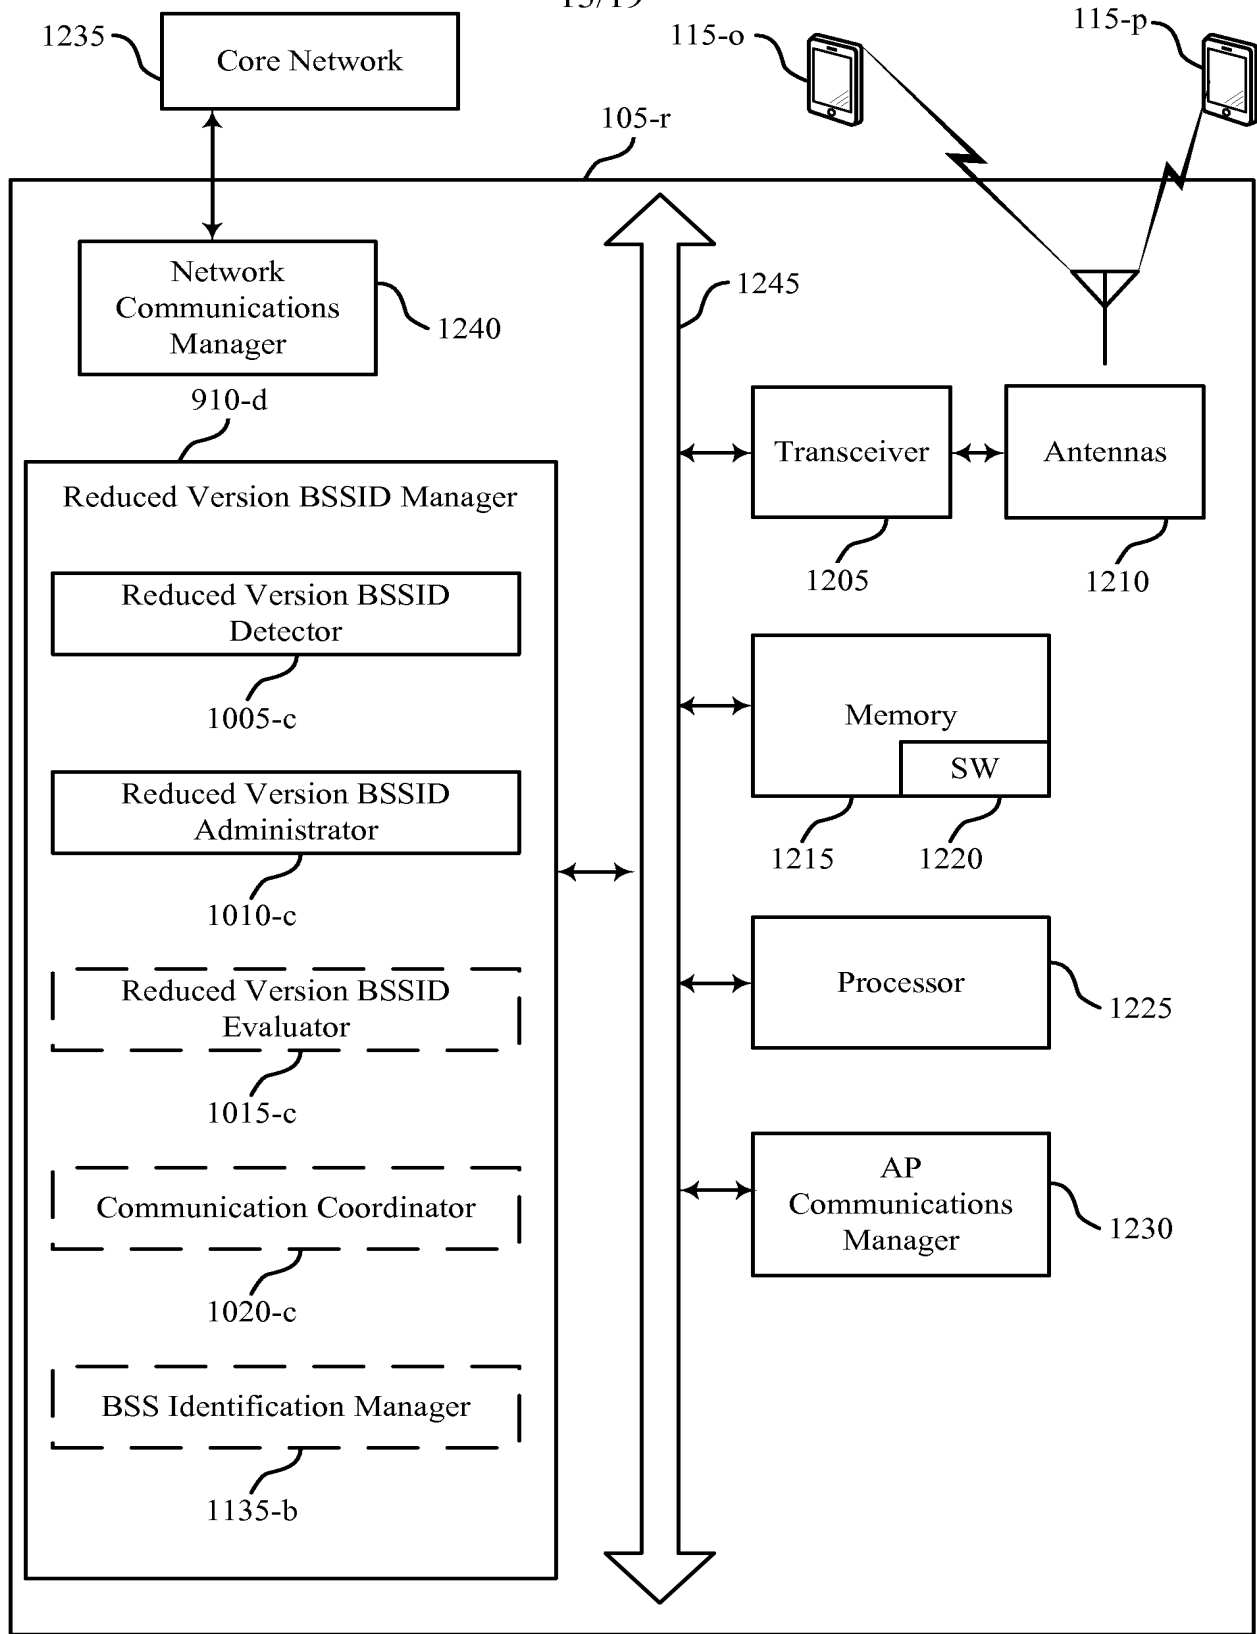 1235
Core Network
115-o
115-p
105-r
Network
Communications
Manager
1240
1245
910-d
Reduced Version BSSID Manager
Reduced Version BSSID
Detector
1005-c
Reduced Version BSSID
Administrator
1010-c
Reduced Version BSSID
Evaluator
1015-c
Communication Coordinator
1020-c
BSS Identification Manager
1135-b
Transceiver
1205
Antennas
1210
Memory
SW
1215
1220
Processor
1225
AP
Communications
Manager
1230